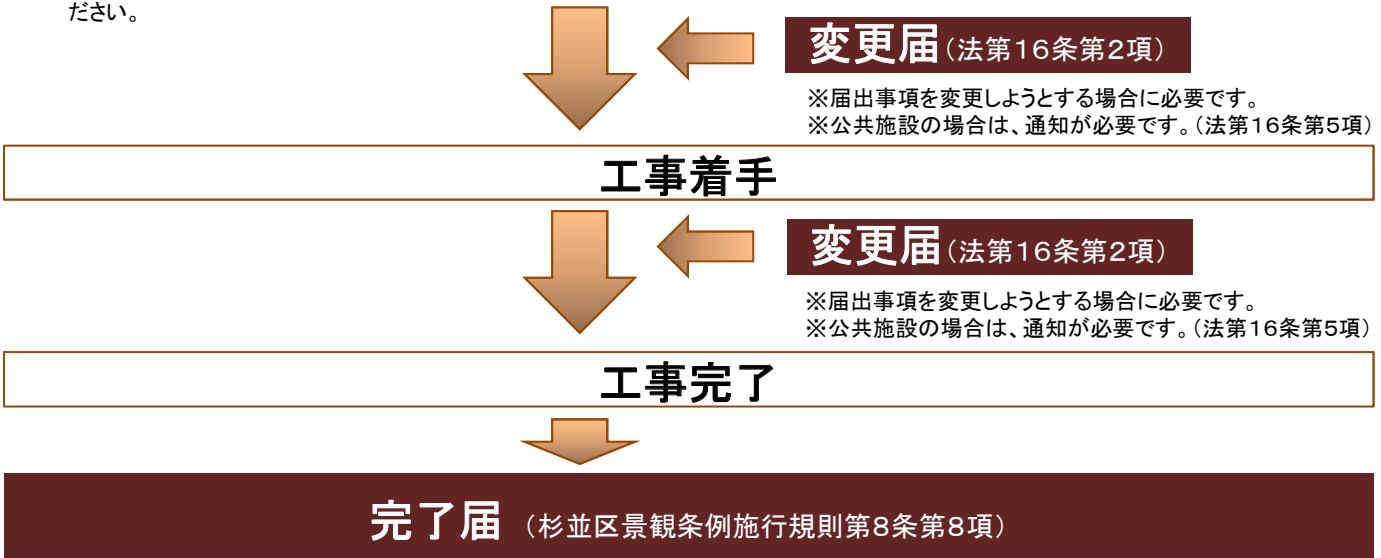 ださい。
変更届(法第16条第2項)
※届出事項を変更しようとする場合に必要です。
※公共施設の場合は、通知が必要です。(法第16条第5項)
工事着手
変更届(法第16条第2項)
※届出事項を変更しようとする場合に必要です。
※公共施設の場合は、通知が必要です。(法第16条第5項)
工事完了
完了届 (杉並区景観条例施行規則第8条第8項)